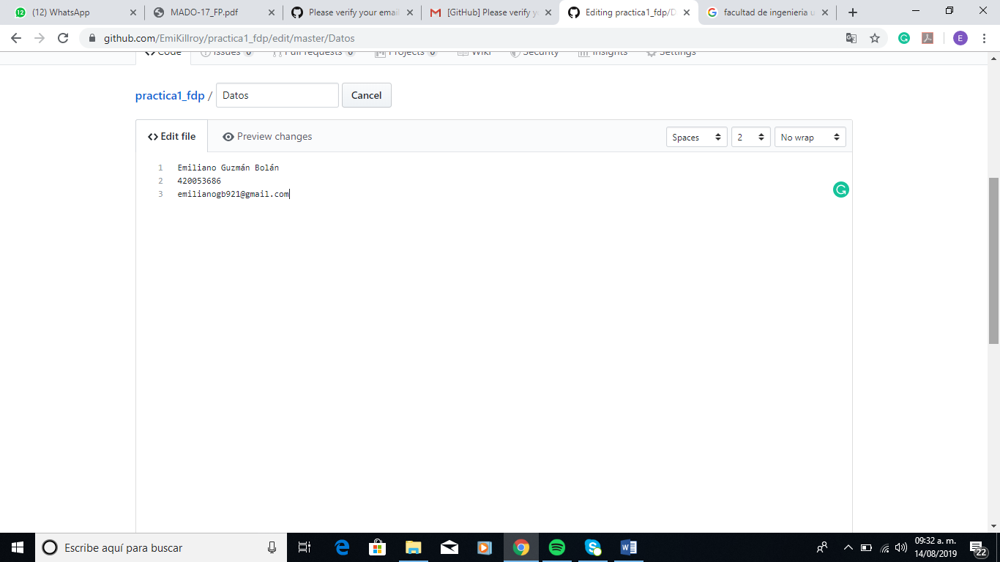 (12) WhatsApp
MADO-17_FP.pdf
Please verify your email
[GitHub] Please verify y
Editing practica1_fdp/D
facultad de ingenieria u
github.com/EmiKillroy/practica1_fdp/edit/master/Datos
E
Code Issues 0 Pull requests 0 Projects 0 Wiki Security Insights Settings
practica1_fdp / Datos Cancel
Edit file Preview changes Spaces 2 No wrap
1 Emiliano Guzmán Bolán
2 420053686
3 emilianogb921@gmail.com
Escribe aquí para buscar
09:32 a. m.
14/08/2019
22